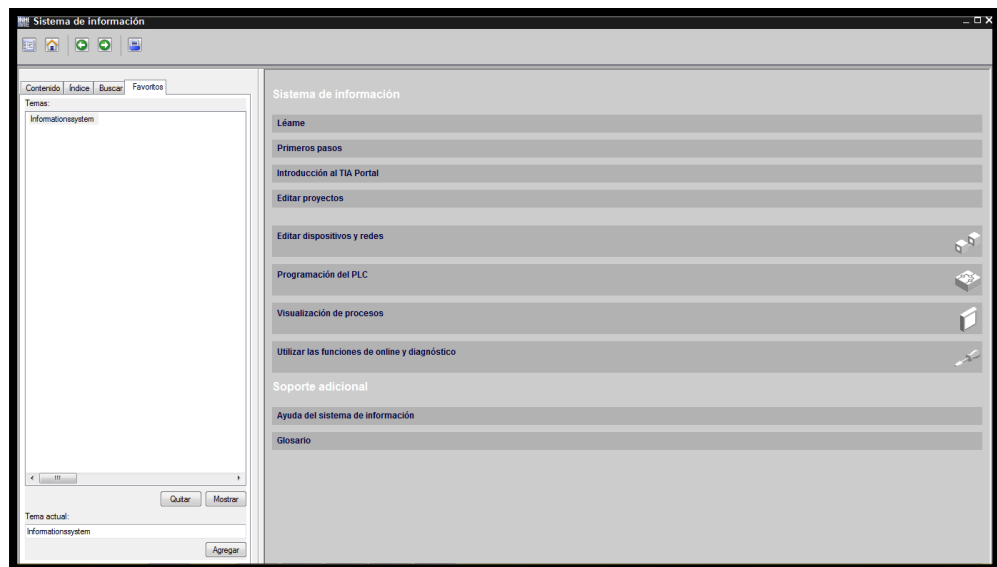 Sistema de información
Contenido Índice Buscar Favoritos
Temas:
Informationssystem
Quitar Mostrar
Tema actual:
Informationssystem
Agregar
Sistema de información
Léame
Primeros pasos
Introducción al TIA Portal
Editar proyectos
Editar dispositivos y redes
Programación del PLC
Visualización de procesos
Utilizar las funciones de online y diagnóstico
Soporte adicional
Ayuda del sistema de información
Glosario